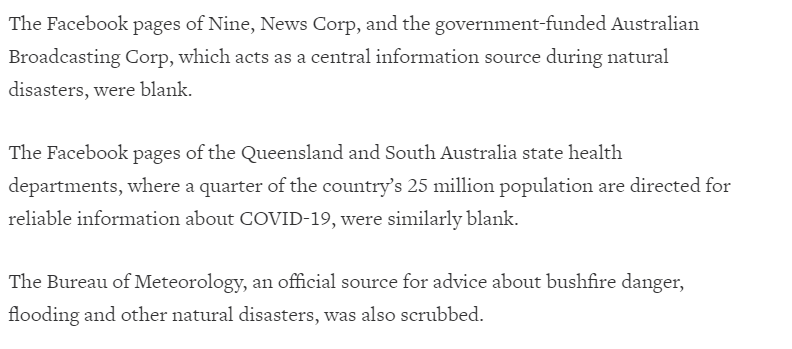 The Facebook pages of Nine, News Corp, and the government-funded Australian
Broadcasting Corp, which acts as a central information source during natural
disasters, were blank.
The Facebook pages of the Queensland and South Australia state health
departments, where a quarter of the country’s 25 million population are directed for
reliable information about COVID-19, were similarly blank.
The Bureau of Meteorology, an official source for advice about bushfire danger,
flooding and other natural disasters, was also scrubbed.